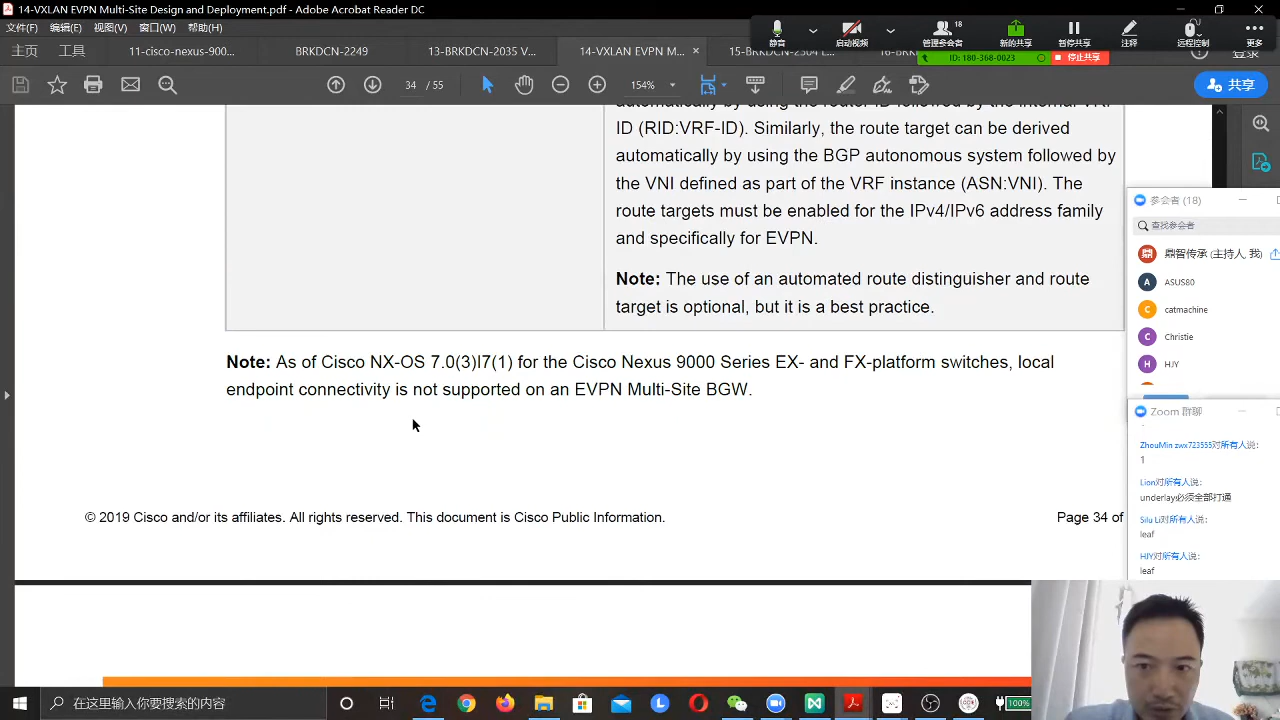 14-VXLAN EVPN Multi-Site Design and Deployment.pdf - Adobe Acrobat Reader DC
文件(F) 编辑(E) 视图(V) 窗口(W) 帮助(H)
静音 启动视频 18 管理参会者 新的共享 暂停共享 注释 远程控制 更多
主页 工具 11-cisco-nexus-900... BRKDCN-2249 13-BRKDCN-2035 V... 14-VXLAN EVPN M... × 15-BRKDCN-2304 L...
ID: 180-368-0023 停止共享 登录
34 / 55 154% 共享
automatically by using the router ID followed by the internal VRF
ID (RID:VRF-ID). Similarly, the route target can be derived
automatically by using the BGP autonomous system followed by
the VNI defined as part of the VRF instance (ASN:VNI). The
route targets must be enabled for the IPv4/IPv6 address family
and specifically for EVPN.
Note: The use of an automated route distinguisher and route
target is optional, but it is a best practice.
Note: As of Cisco NX-OS 7.0(3)I7(1) for the Cisco Nexus 9000 Series EX- and FX-platform switches, local
endpoint connectivity is not supported on an EVPN Multi-Site BGW.
© 2019 Cisco and/or its affiliates. All rights reserved. This document is Cisco Public Information.
Page 34 of
参会者 (18)
查找参会者
鼎智传承 (主持人, 我)
A ASUS80
C catmachine
C Christie
H HJY
Zoom 群聊
ZhouMin zwx723555对所有人说:
1
Lion对所有人说:
underlay必须全部打通
Silu Li对所有人说:
leaf
HJY对所有人说:
leaf
在这里输入你要搜索的内容
100%